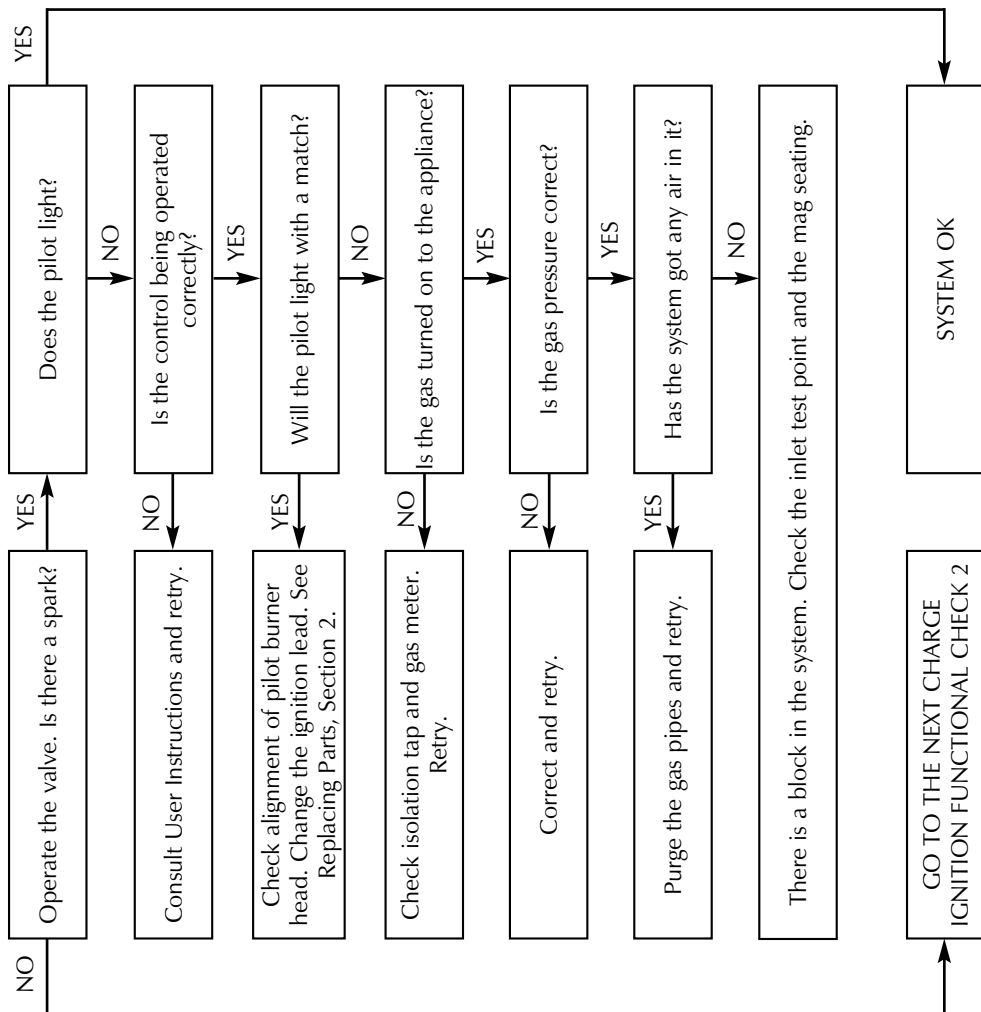 Operate the valve. Is there a spark?
NO
YES
Does the pilot light?
YES
NO
Is the control being operated
correctly?
NO
Consult User Instructions and retry.
YES
Will the pilot light with a match?
YES
Check alignment of pilot burner
head. Change the ignition lead. See
Replacing Parts, Section 2.
NO
Is the gas turned on to the appliance?
NO
Check isolation tap and gas meter.
Retry.
YES
Is the gas pressure correct?
NO
Correct and retry.
YES
Has the system got any air in it?
YES
Purge the gas pipes and retry.
NO
There is a block in the system. Check the inlet test point and the mag seating.
GO TO THE NEXT CHARGE
IGNITION FUNCTIONAL CHECK 2
SYSTEM OK